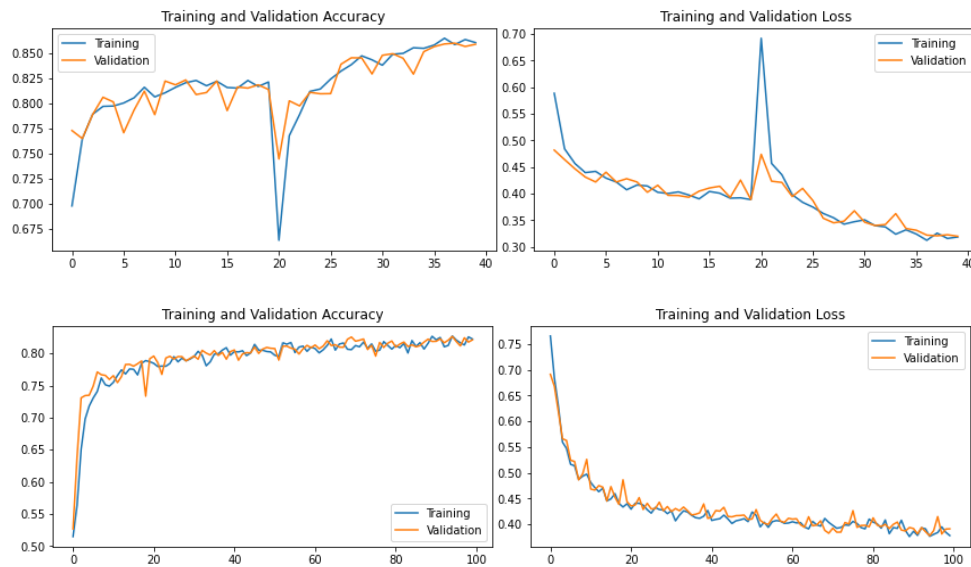 Training and Validation Accuracy
Training
Validation
0.850
0.825
0.800
0.775
0.750
0.725
0.700
0.675
0 5 10 15 20 25 30 35 40
Training and Validation Loss
Training
Validation
0.70
0.65
0.60
0.55
0.50
0.45
0.40
0.35
0.30
0 5 10 15 20 25 30 35 40
Training and Validation Accuracy
0.80
0.75
0.70
0.65
0.60
0.55
0.50
Training
Validation
0 20 40 60 80 100
Training and Validation Loss
Training
Validation
0.75
0.70
0.65
0.60
0.55
0.50
0.45
0.40
0 20 40 60 80 100